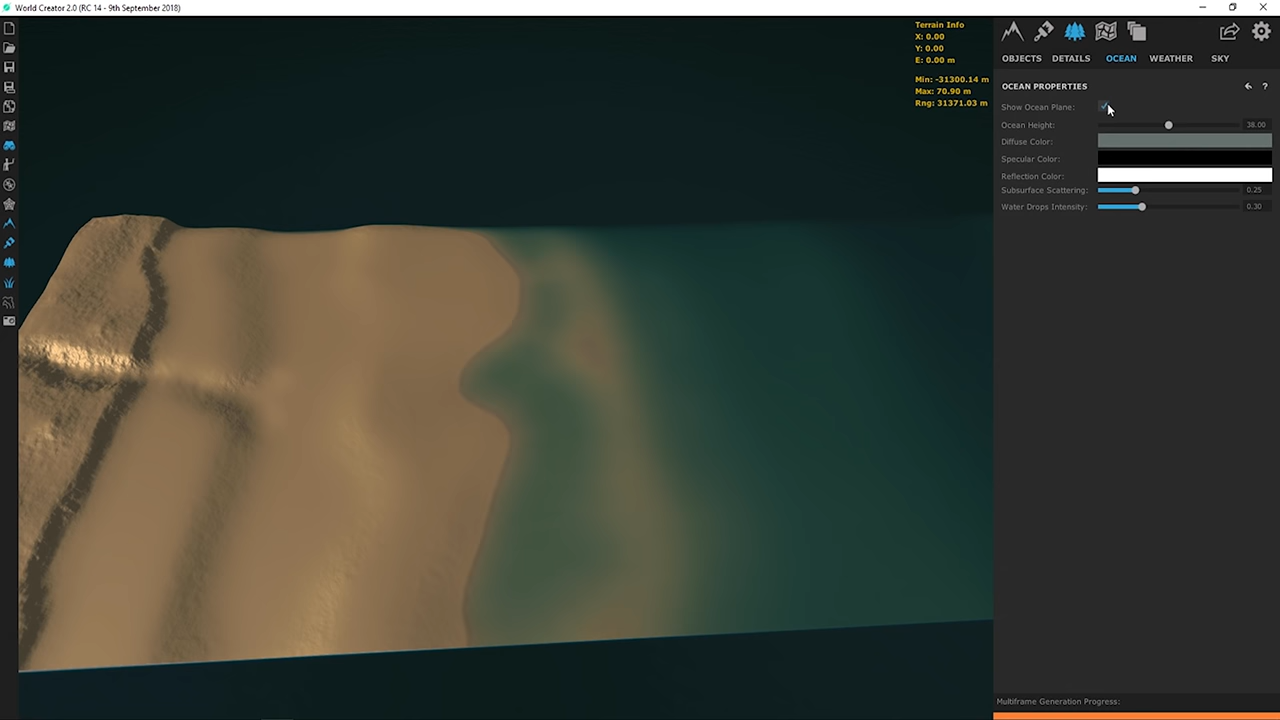 World Creator 2.0 (RC 14 - 9th September 2018)
Terrain Info
X: 0.00
Y: 0.00
E: 0.00 m
Min: -31300.14 m
Max: 70.90 m
Rng: 31371.03 m
OBJECTS DETAILS OCEAN WEATHER SKY
OCEAN PROPERTIES ?
Show Ocean Plane:
Ocean Height: 38.00
Diffuse Color:
Specular Color:
Reflection Color:
Subsurface Scattering: 0.25
Water Drops Intensity: 0.30
Multiframe Generation Progress: